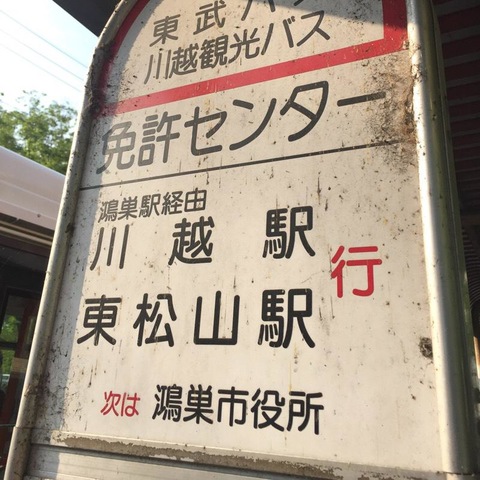 東武バス
川越観光バス
免許センター
鴻巣駅経由
川越駅
東松山駅
行
次は 鴻巣市役所